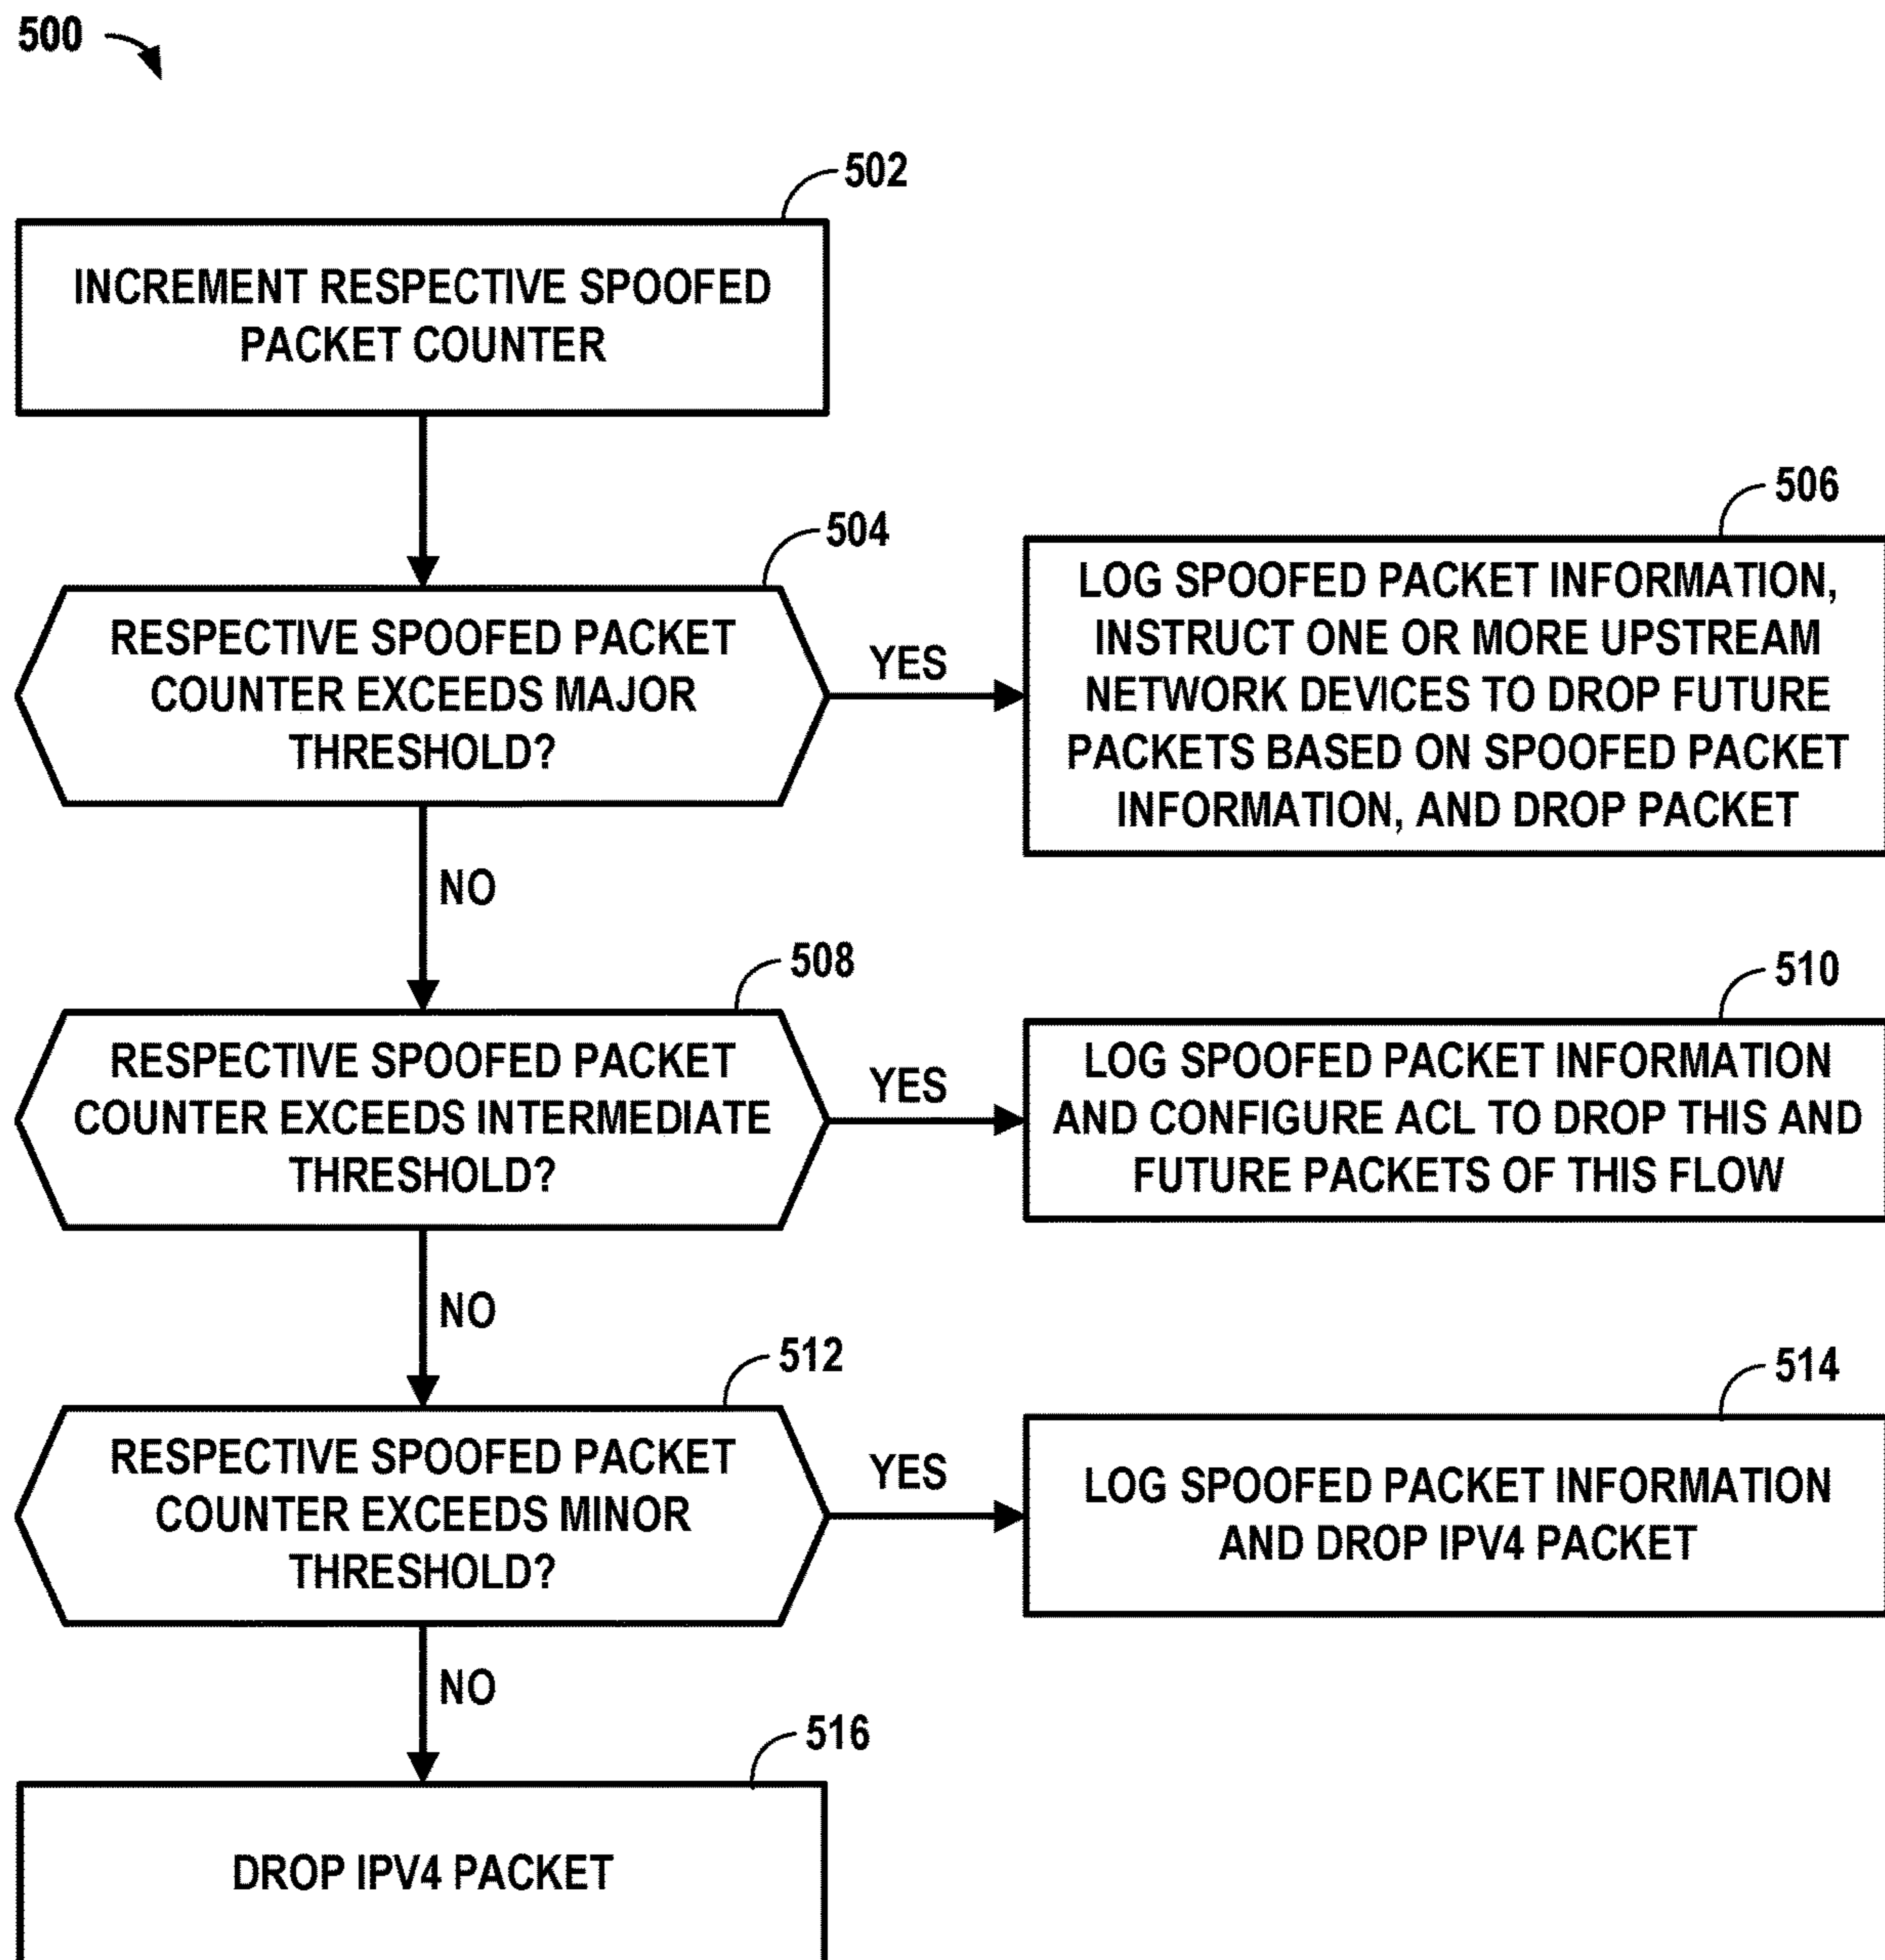 500
502
INCREMENT RESPECTIVE SPOOFED
PACKET COUNTER
504
RESPECTIVE SPOOFED PACKET
COUNTER EXCEEDS MAJOR
THRESHOLD?
YES
506
LOG SPOOFED PACKET INFORMATION,
INSTRUCT ONE OR MORE UPSTREAM
NETWORK DEVICES TO DROP FUTURE
PACKETS BASED ON SPOOFED PACKET
INFORMATION, AND DROP PACKET
NO
508
RESPECTIVE SPOOFED PACKET
COUNTER EXCEEDS INTERMEDIATE
THRESHOLD?
YES
510
LOG SPOOFED PACKET INFORMATION
AND CONFIGURE ACL TO DROP THIS AND
FUTURE PACKETS OF THIS FLOW
NO
512
RESPECTIVE SPOOFED PACKET
COUNTER EXCEEDS MINOR
THRESHOLD?
YES
514
LOG SPOOFED PACKET INFORMATION
AND DROP IPV4 PACKET
NO
516
DROP IPV4 PACKET